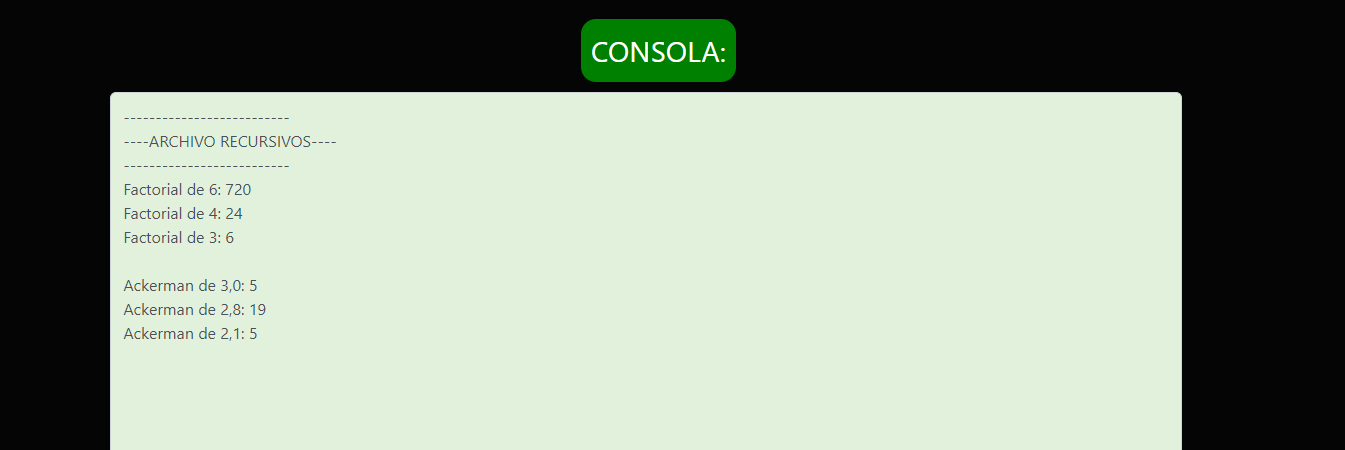 CONSOLA:
--------------------------
----ARCHIVO RECURSIVOS----
--------------------------
Factorial de 6: 720
Factorial de 4: 24
Factorial de 3: 6
Ackerman de 3,0: 5
Ackerman de 2,8: 19
Ackerman de 2,1: 5